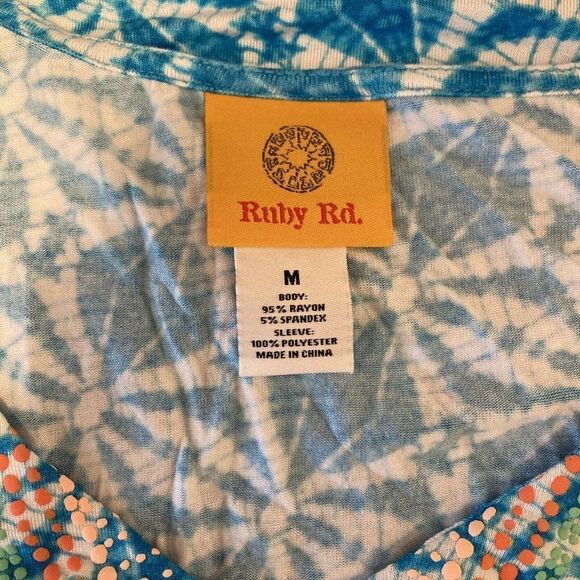 Ruby Rd.
M
BODY:
95% RAYON
5% SPANDEX
SLEEVE:
100% POLYESTER
MADE IN CHINA